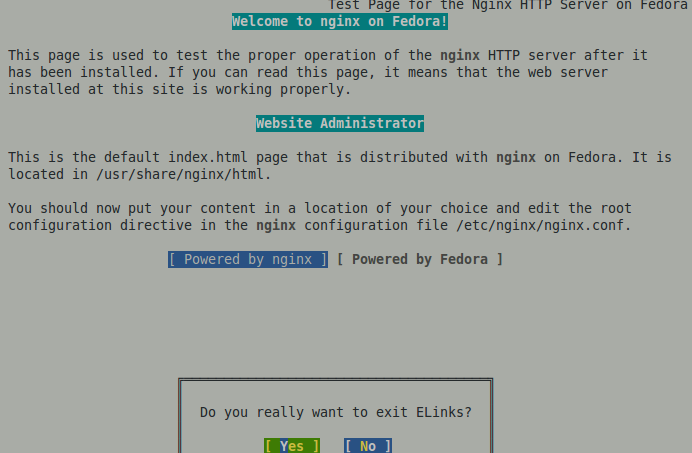 Test Page for the Nginx HTTP Server on Fedora
Welcome to nginx on Fedora!
This page is used to test the proper operation of the nginx HTTP server after it
has been installed. If you can read this page, it means that the web server
installed at this site is working properly.
Website Administrator
This is the default index.html page that is distributed with nginx on Fedora. It is
located in /usr/share/nginx/html.
You should now put your content in a location of your choice and edit the root
configuration directive in the nginx configuration file /etc/nginx/nginx.conf.
[ Powered by nginx ] [ Powered by Fedora ]
Do you really want to exit ELinks?
[ Yes ] [ No ]